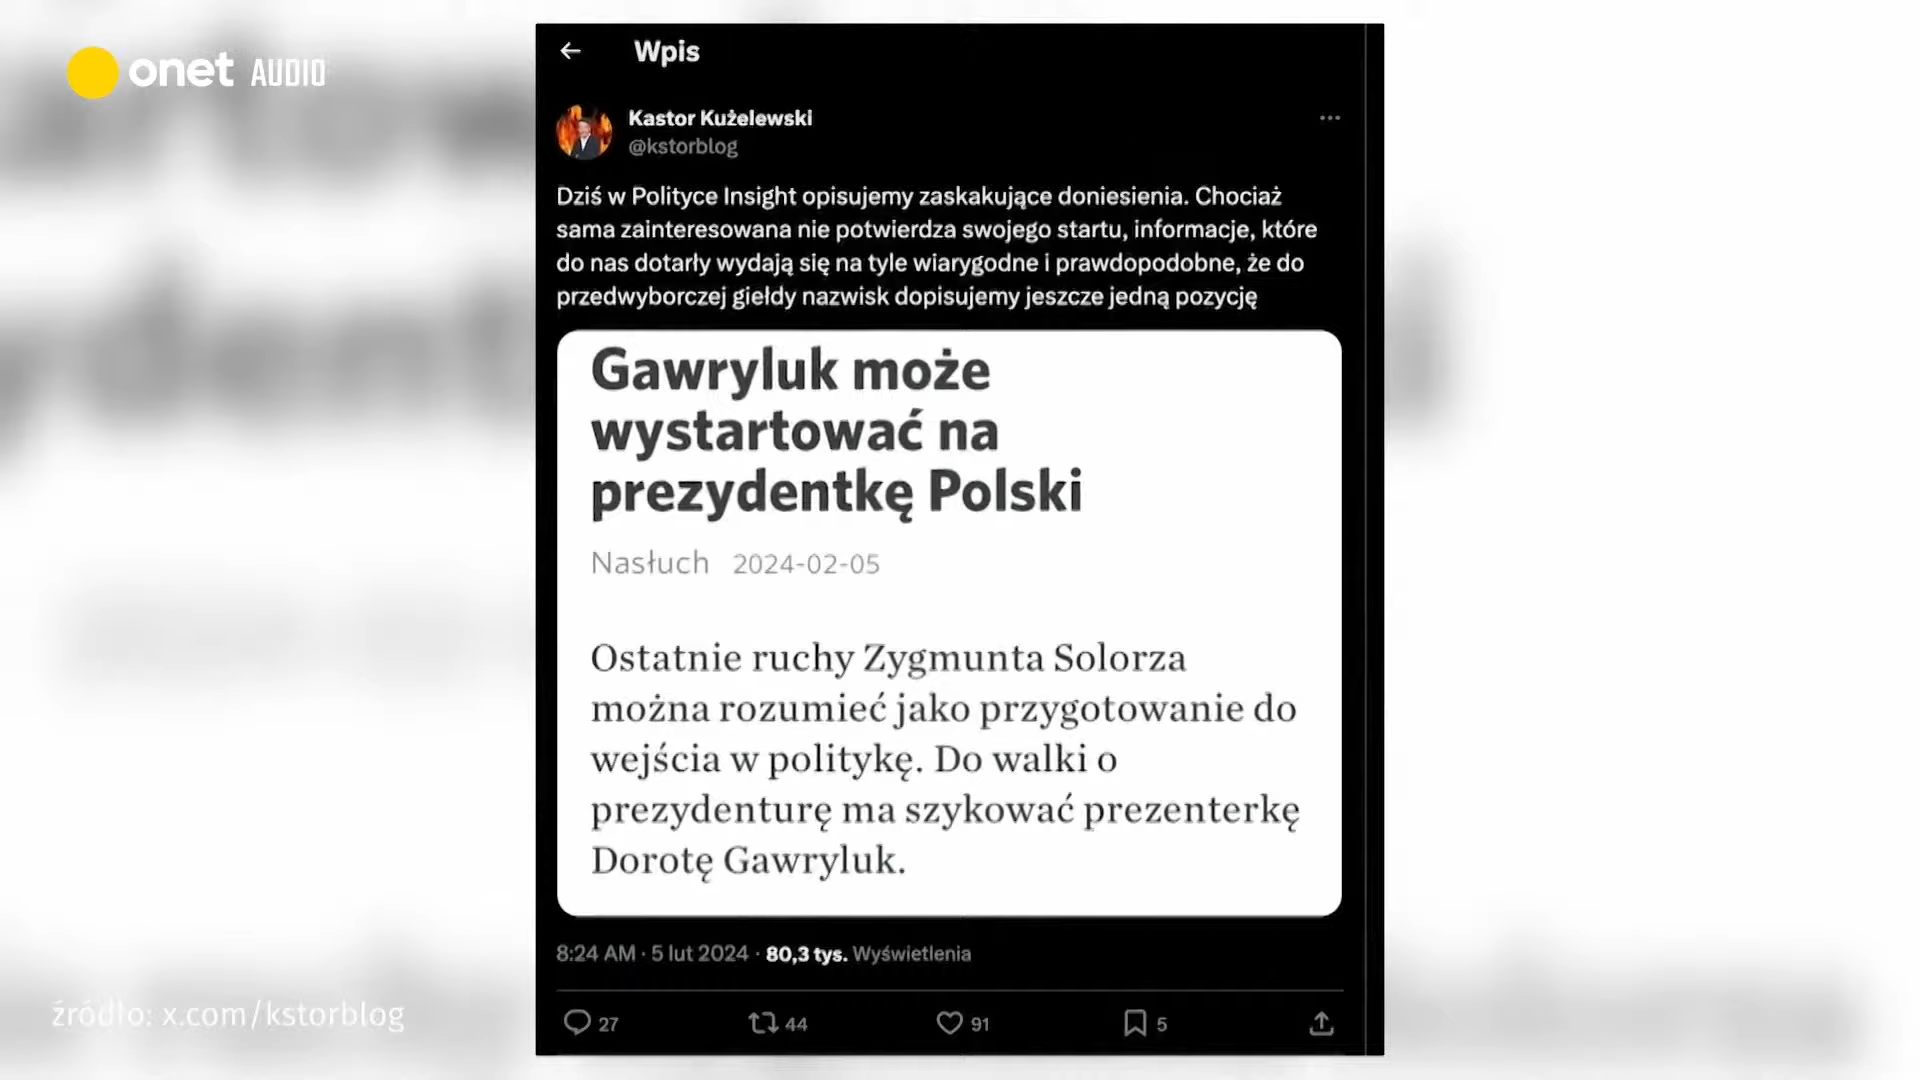 onet AUDIO
Wpis
Kastor Kużelewski
@kstorblog
Dziś w Polityce Insight opisujemy zaskakujące doniesienia. Chociaż
sama zainteresowana nie potwierdza swojego startu, informacje, które
do nas dotarły wydają się na tyle wiarygodne i prawdopodobne, że do
przedwyborczej giełdy nazwisk dopisujemy jeszcze jedną pozycję
Gawryluk może
wystartować na
prezydentkę Polski
Nasłuch 2024-02-05
Ostatnie ruchy Zygmunta Solorza
można rozumieć jako przygotowanie do
wejścia w politykę. Do walki o
prezydenturę ma szykować prezenterkę
Dorotę Gawryluk.
8:24 AM · 5 lut 2024 · 80,3 tys. Wyświetlenia
27 44 91 5
źródło: x.com/kstorblog